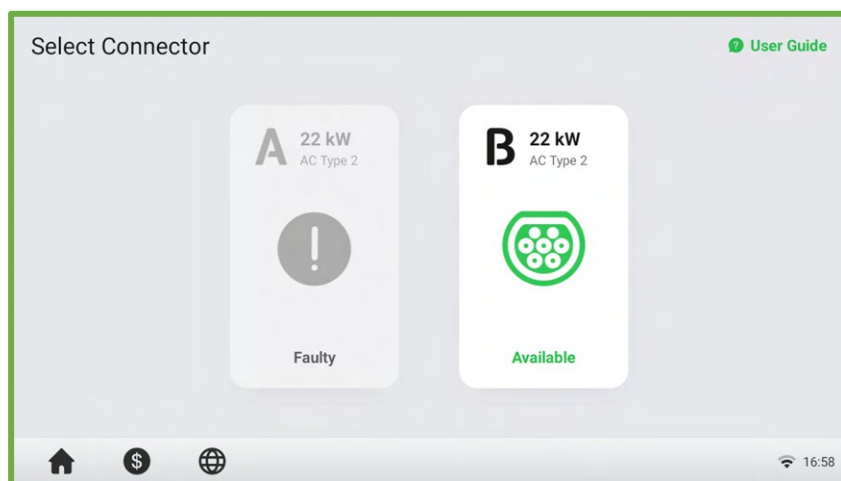 Select Connector
User Guide
A 22 kW
AC Type 2
Faulty
B 22 kW
AC Type 2
Available
16:58